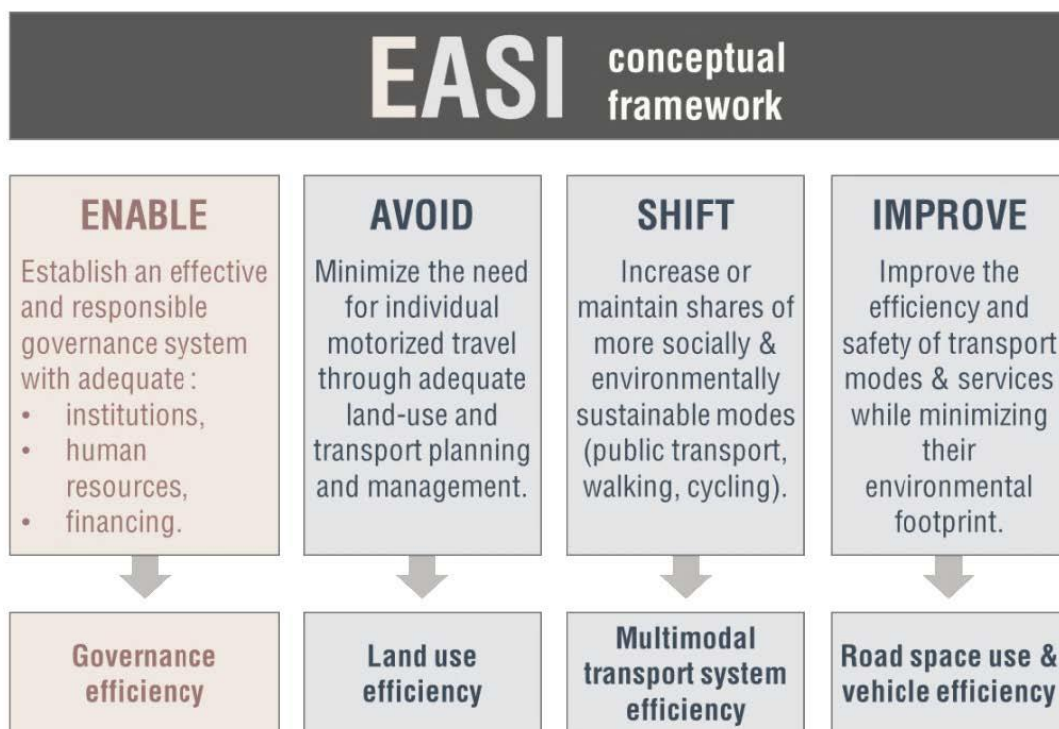 EASI conceptual
framework
ENABLE
Establish an effective
and responsible
governance system
with adequate :
• institutions,
• human
resources,
• financing.
Governance
efficiency
AVOID
Minimize the need
for individual
motorized travel
through adequate
land-use and
transport planning
and management.
Land use
efficiency
SHIFT
Increase or
maintain shares of
more socially &
environmentally
sustainable modes
(public transport,
walking, cycling).
Multimodal
transport system
efficiency
IMPROVE
Improve the
efficiency and
safety of transport
modes & services
while minimizing
their
environmental
footprint.
Road space use &
vehicle efficiency